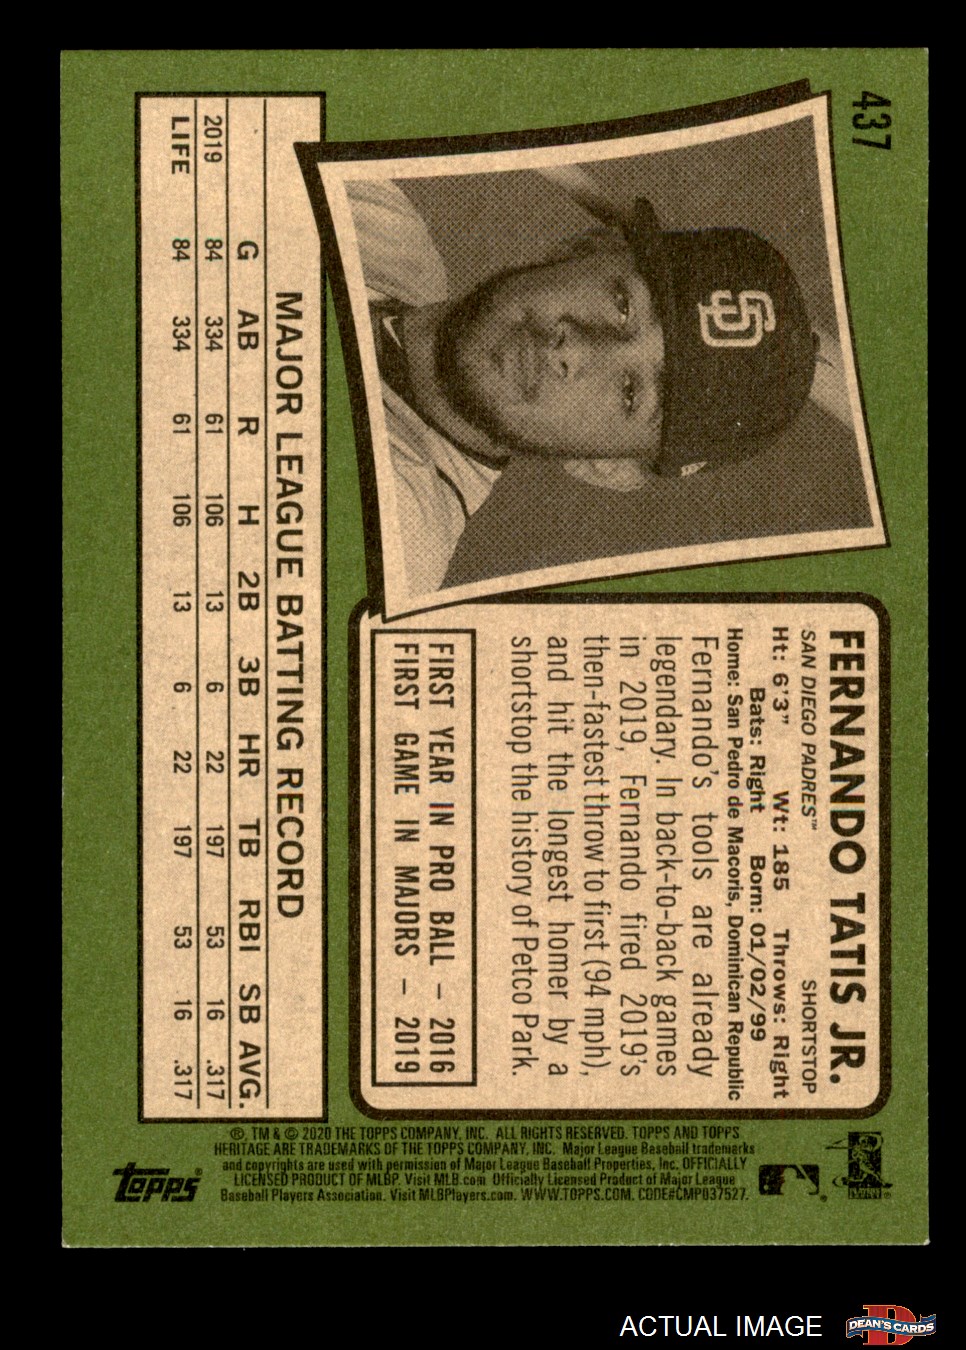 437
FERNANDO TATIS JR.
SAN DIEGO PADRES™ SHORTSTOP
Ht: 6'3" Wt: 185 Throws: Right
Bats: Right Born: 01/02/99
Home: San Pedro de Macoris, Dominican Republic
Fernando's tools are already
legendary. In back-to-back games
in 2019, Fernando fired 2019's
then-fastest throw to first (94 mph),
and hit the longest homer by a
shortstop the history of Petco Park.
FIRST YEAR IN PRO BALL – 2016
FIRST GAME IN MAJORS – 2019
SD
MAJOR LEAGUE BATTING RECORD
G AB R H 2B 3B HR TB RBI SB AVG.
2019 84 334 61 106 13 6 22 197 53 16 .317
LIFE 84 334 61 106 13 6 22 197 53 16 .317
®, TM & © 2020 THE TOPPS COMPANY, INC. ALL RIGHTS RESERVED. TOPPS AND TOPPS
HERITAGE ARE TRADEMARKS OF THE TOPPS COMPANY, INC. Major League Baseball trademarks
and copyrights are used with permission of Major League Baseball Properties, Inc. OFFICIALLY
LICENSED PRODUCT OF MLBP. Visit MLB.com Officially Licensed Product of Major League
Baseball Players Association. Visit MLBPlayers.com. WWW.TOPPS.COM. CODE#CMP037527.
topps®
ACTUAL IMAGE
DEAN'S CARDS